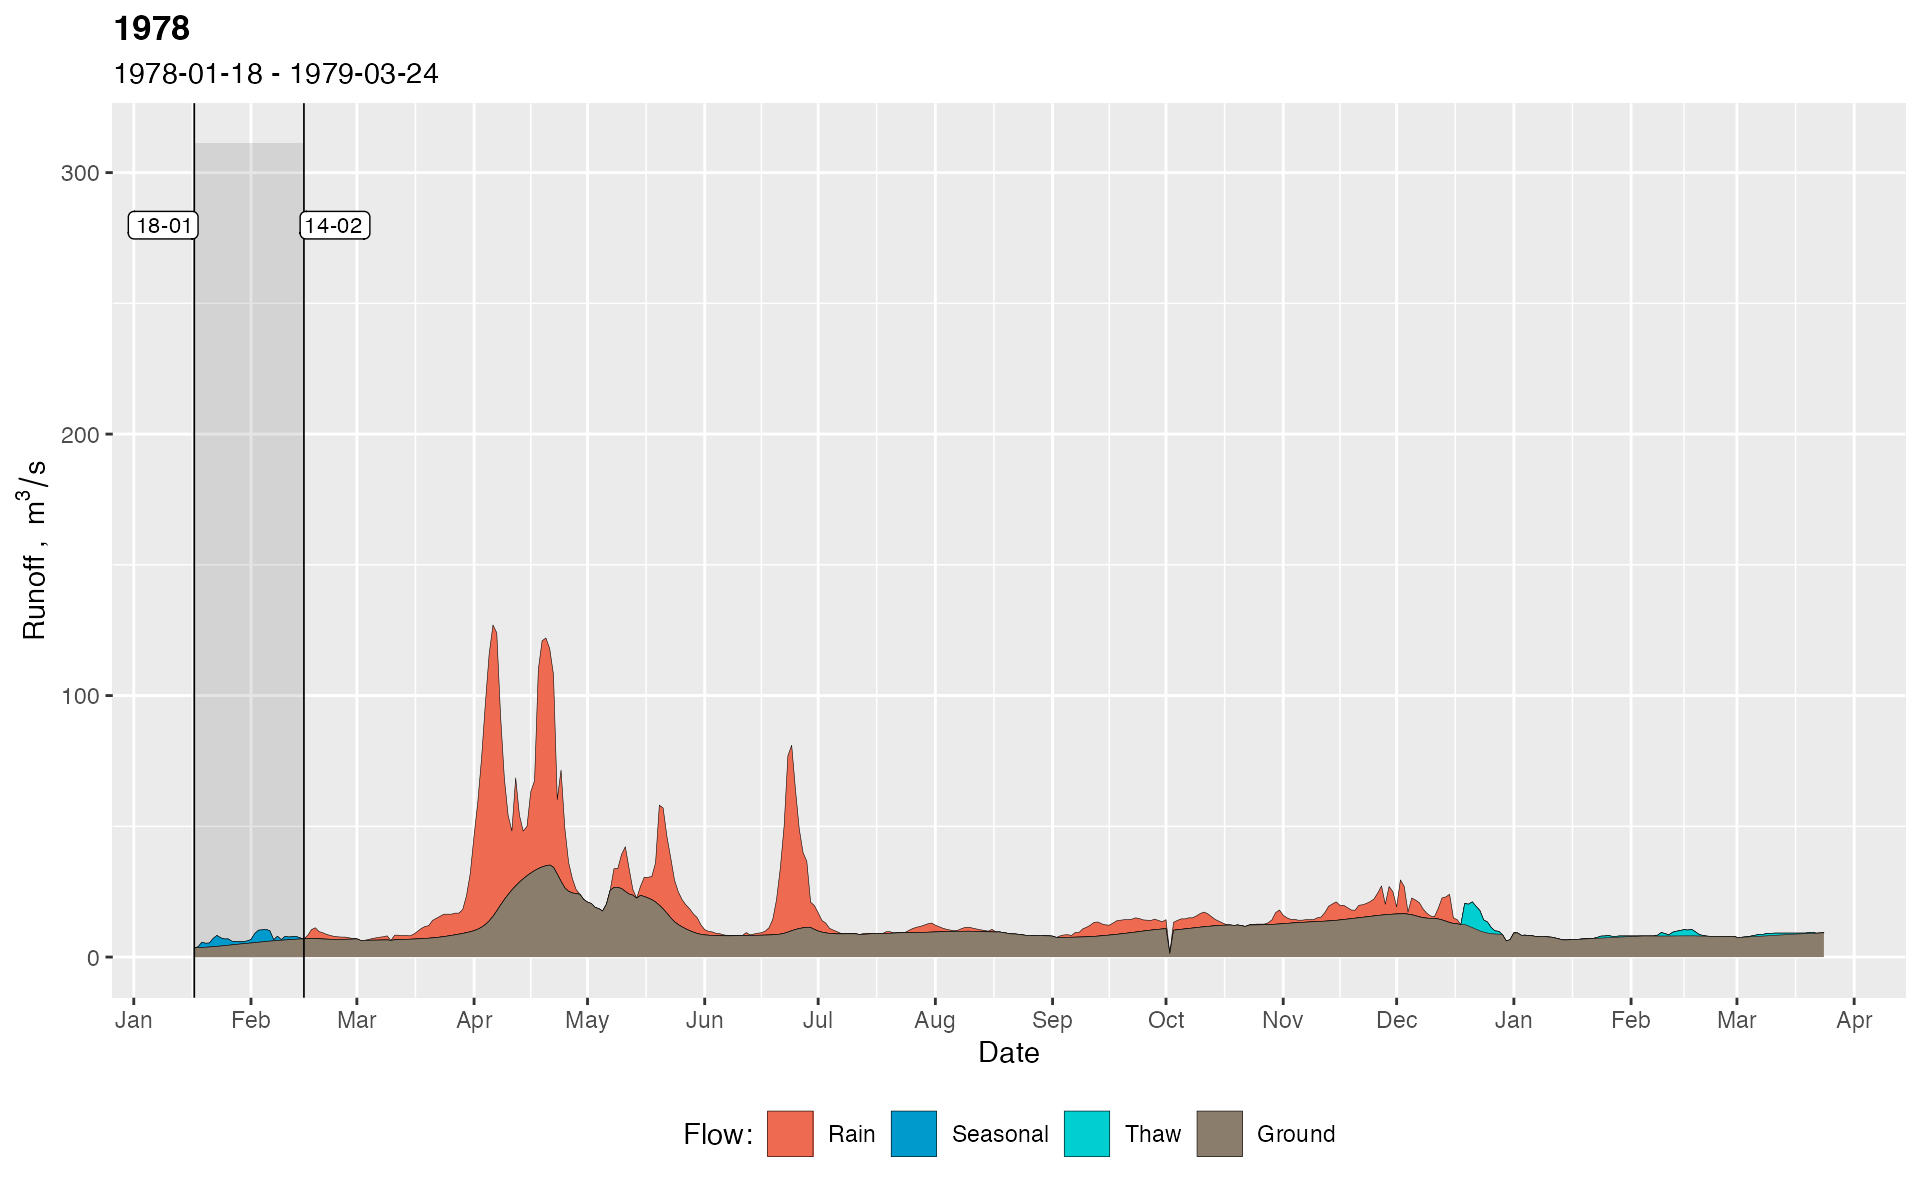 1978
1978-01-18 - 1979-03-24
300
200
100
0
Runoff , m³/s
18-01
14-02
Jan Feb Mar Apr May Jun Jul Aug Sep Oct Nov Dec Jan Feb Mar Apr
Date
Flow: Rain Seasonal Thaw Ground